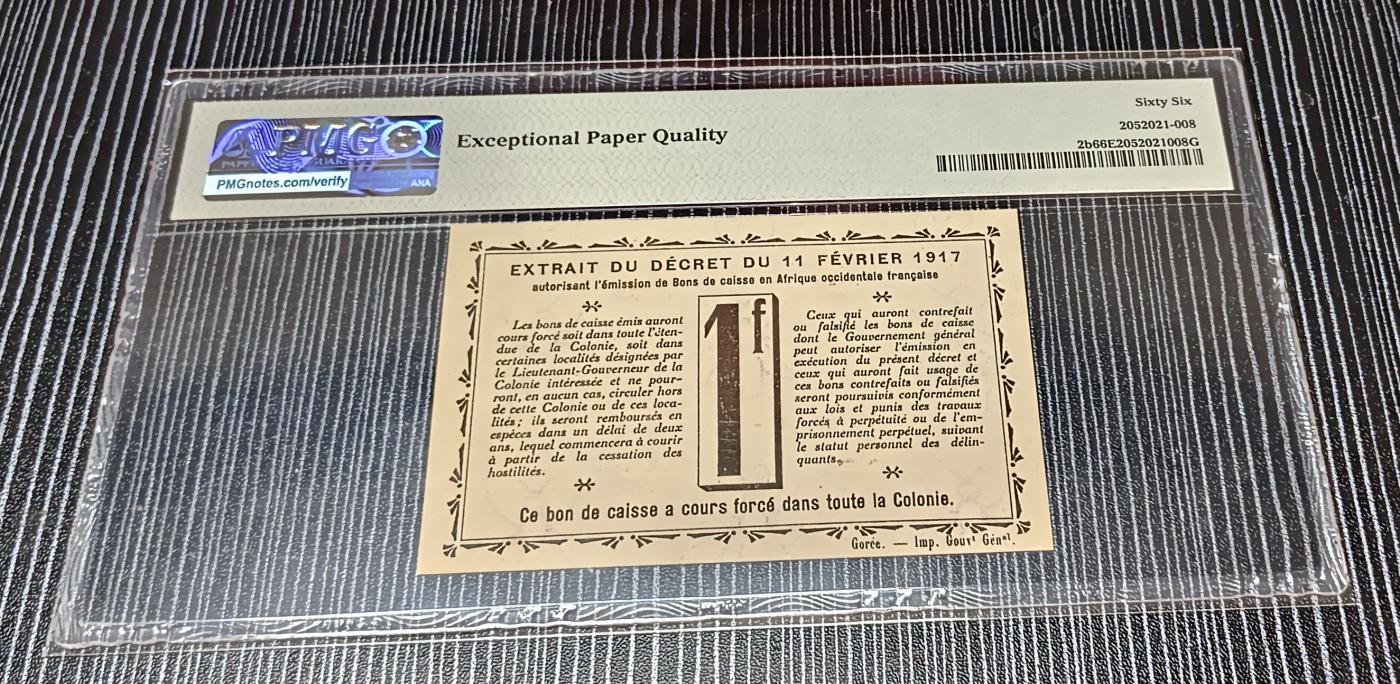 PMG
PMGnotes.com/verify
ANA
Exceptional Paper Quality
Sixty Six
2052021-008
2b66E2052021008G
EXTRAIT DU DÉCRET DU 11 FÉVRIER 1917
autorisant l'émission de Bons de caisse en Afrique occidentale française
Les bons de caisse émis auront
cours forcé soit dans toute l'éten-
due de la Colonie, soit dans
certaines localités désignées par
le Lieutenant-Gouverneur de la
Colonie intéressée et ne pour-
ront, en aucun cas, circuler hors
de cette Colonie ou de ces loca-
lités; ils seront remboursés en
espèces dans un délai de deux
ans, lequel commencera à courir
à partir de la cessation des
hostilités.
1f
Ceux qui auront contrefait
ou falsifié les bons de caisse
dont le Gouvernement général
peut autoriser l'émission en
exécution du présent décret et
ceux qui auront fait usage de
ces bons contrefaits ou falsifiés
seront poursuivis conformément
aux lois et punis des travaux
forcés à perpétuité ou de l'em-
prisonnement perpétuel, suivant
le statut personnel des délin-
quants.
Ce bon de caisse a cours forcé dans toute la Colonie.
Gorée. — Imp. Gouvt Génal.